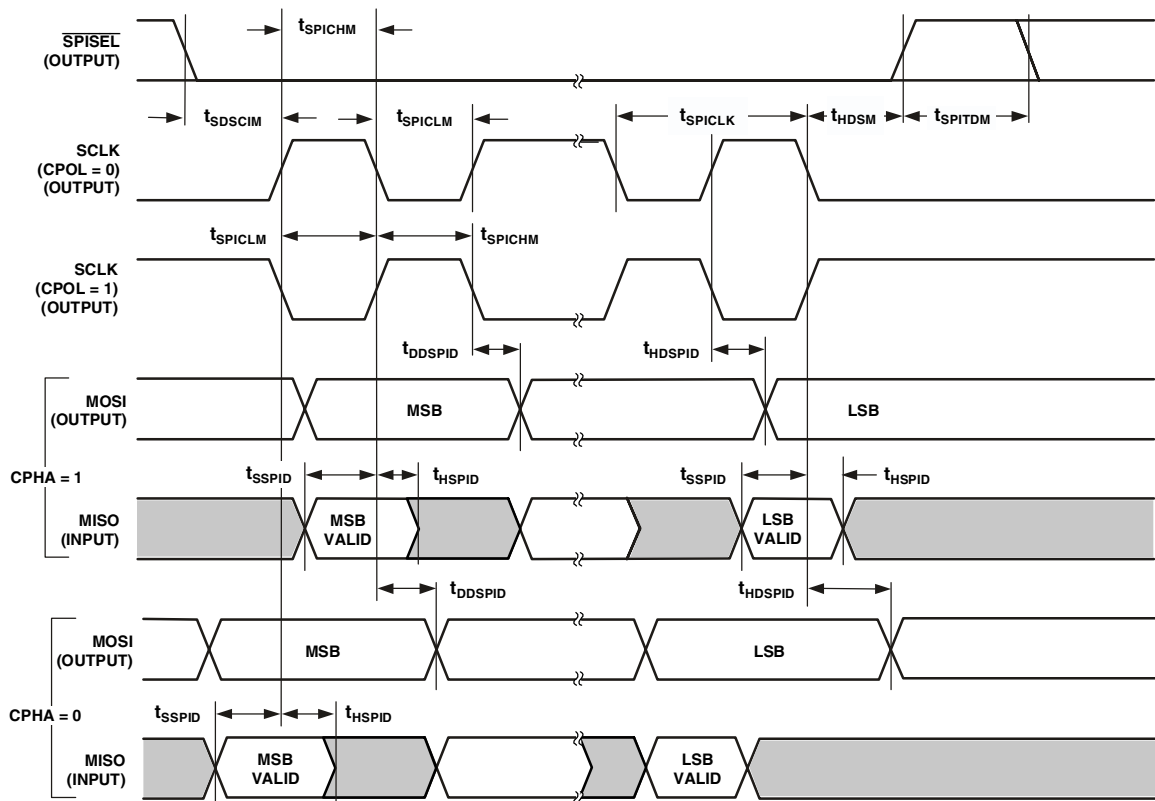 tSPICHM
SPISEL
(OUTPUT)
tSDSCIM
tSPICLM
tSPICLK
tHDSM
tSPITDM
SCLK
(CPOL = 0)
(OUTPUT)
tSPICLM
tSPICHM
SCLK
(CPOL = 1)
(OUTPUT)
tDDSPID
tHDSPID
MOSI
(OUTPUT)
MSB
LSB
CPHA = 1
tSSPID
tHSPID
tSSPID
tHSPID
MISO
(INPUT)
MSB
VALID
LSB
VALID
tDDSPID
tHDSPID
MOSI
(OUTPUT)
MSB
LSB
CPHA = 0
tSSPID
tHSPID
MISO
(INPUT)
MSB
VALID
LSB
VALID